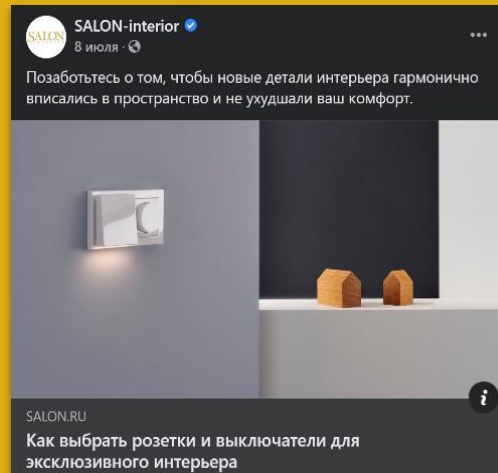 SALON
SALON-interior
8 июля ·
Позаботьтесь о том, чтобы новые детали интерьера гармонично
вписались в пространство и не ухудшали ваш комфорт.
i
SALON.RU
Как выбрать розетки и выключатели для
эксклюзивного интерьера